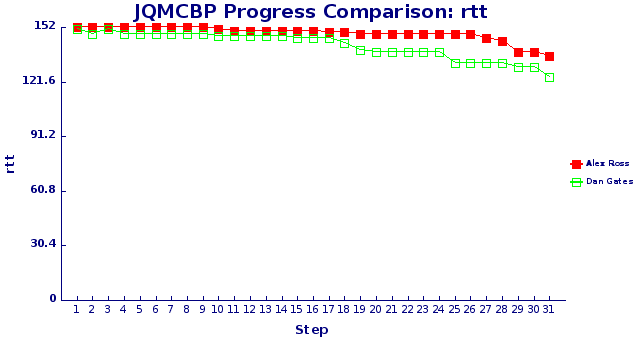 JQMCBP Progress Comparison: rtt
152
121.6
91.2
60.8
30.4
0
rtt
1 2 3 4 5 6 7 8 9 10 11 12 13 14 15 16 17 18 19 20 21 22 23 24 25 26 27 28 29 30 31
Step
Alex Ross
Dan Gates